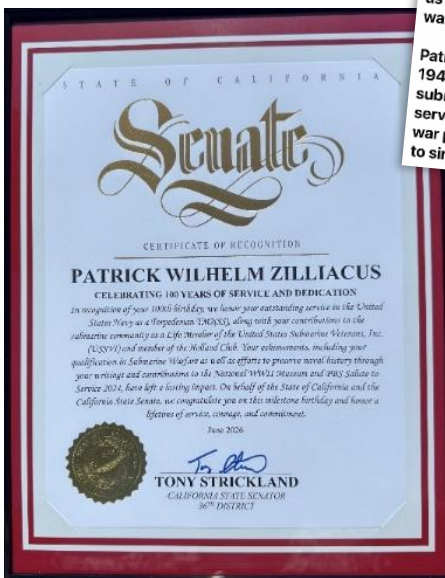 as
wa
Pat
194
subm
serv
war p
to sin
STATE OF CALIFORNIA
Senate
CERTIFICATE OF RECOGNITION
PATRICK WILHELM ZILLIACUS
CELEBRATING 100 YEARS OF SERVICE AND DEDICATION
In recognition of your 100th birthday, we honor your outstanding service in the United
States Navy as a Torpedoman TM2(SS), along with your contributions to the
submarine community as a Life Member of the United States Submarine Veterans, Inc.
(USSVI) and member of the Holland Club. Your achievements, including your
qualification in Submarine Warfare as well as efforts to preserve naval history through
your writings and contributions to the National WWII Museum and PBS Salute to
Service 2024, have left a lasting impact. On behalf of the State of California and the
California State Senate, we congratulate you on this milestone birthday and honor a
lifetime of service, courage, and commitment.
June 2026
TONY STRICKLAND
CALIFORNIA STATE SENATOR
36TH DISTRICT